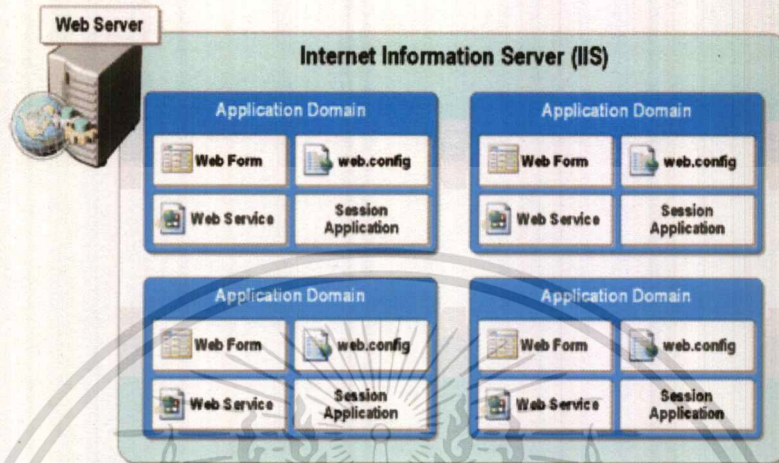 Web Server
Internet Information Server (IIS)
Application Domain
Web Form
web.config
Web Service
Session
Application
Application Domain
Web Form
web.config
Web Service
Session
Application
Application Domain
Web Form
web.config
Web Service
Session
Application
Application Domain
Web Form
web.config
Web Service
Session
Application